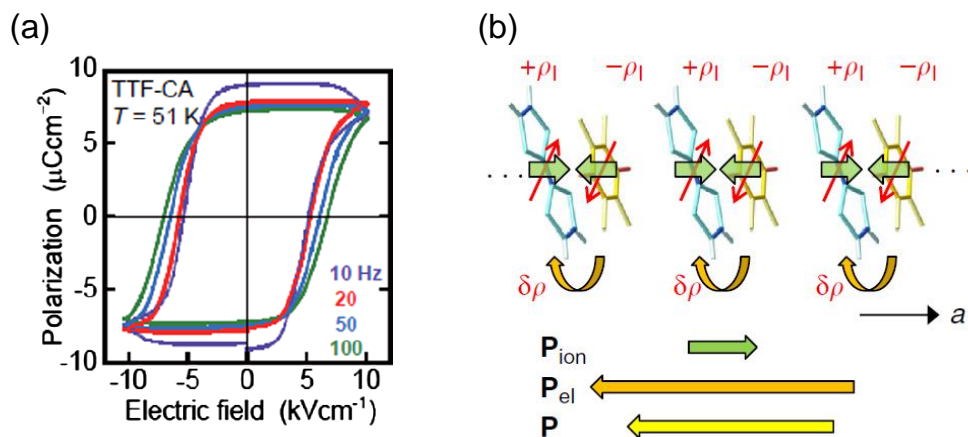 (a)
TTF-CA
T = 51 K
10
5
0
-5
-10
Polarization (μCcm⁻²)
10 Hz
20
50
100
-10 -5 0 5 10
Electric field (kVcm⁻¹)
(b)
+ρI −ρI +ρI −ρI +ρI −ρI
. . . . . .
δρ δρ δρ
a
Pion
Pel
P